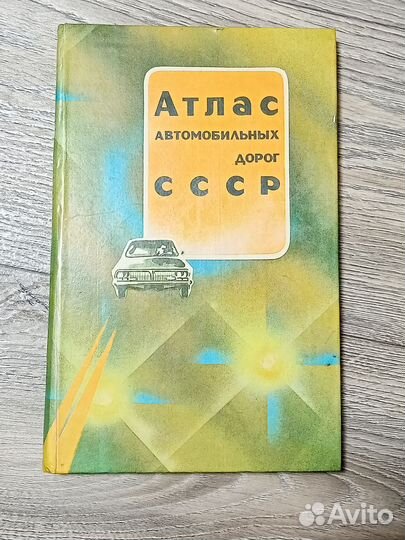 Атлас
автомобильных
дорог
СССР
Avito